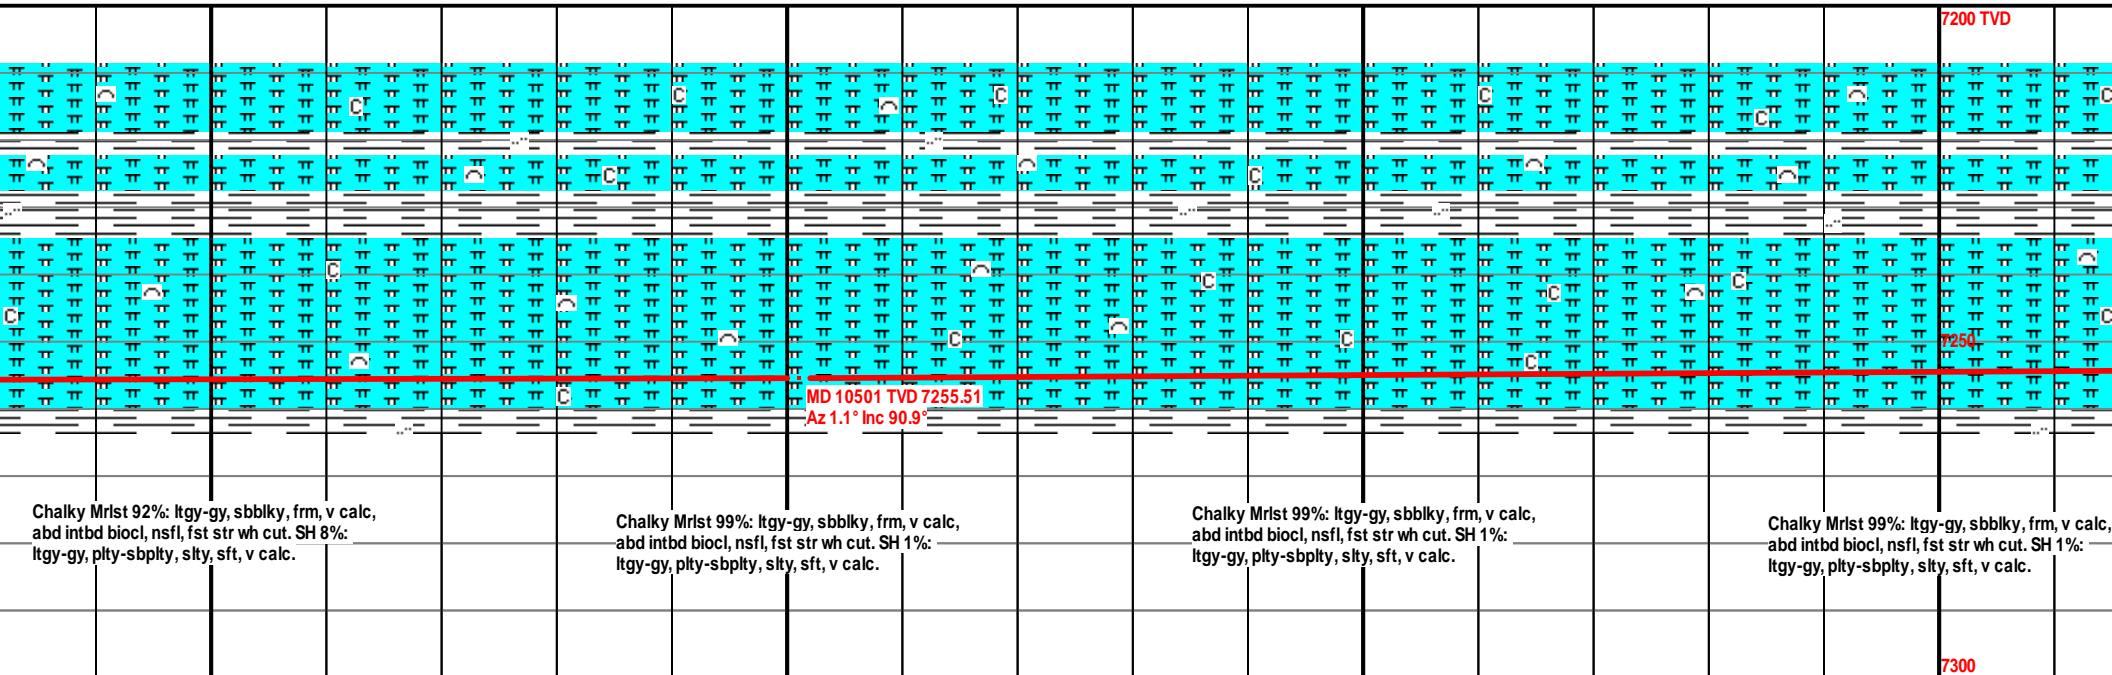 7200 TVD
7250
MD 10501 TVD 7255.51
Az 1.1° Inc 90.9°
Chalky Mrlst 92%: ltgy-gy, sbblky, frm, v calc,
abd intbd biocl, nsfl, fst str wh cut. SH 8%:
ltgy-gy, plty-sbplty, slty, sft, v calc.
Chalky Mrlst 99%: ltgy-gy, sbblky, frm, v calc,
abd intbd biocl, nsfl, fst str wh cut. SH 1%:
ltgy-gy, plty-sbplty, slty, sft, v calc.
Chalky Mrlst 99%: ltgy-gy, sbblky, frm, v calc,
abd intbd biocl, nsfl, fst str wh cut. SH 1%:
ltgy-gy, plty-sbplty, slty, sft, v calc.
Chalky Mrlst 99%: ltgy-gy, sbblky, frm, v calc,
abd intbd biocl, nsfl, fst str wh cut. SH 1%:
ltgy-gy, plty-sbplty, slty, sft, v calc.
7300